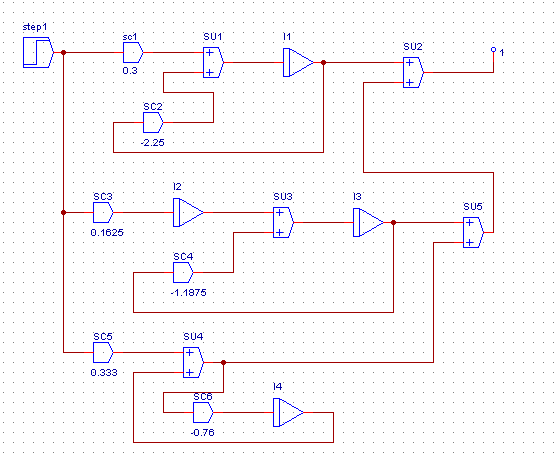 step1
sc1
0.3
SU1
I1
SU2
1
SC2
-2.25
SC3
0.1625
I2
SU3
I3
SU5
SC4
-1.1875
SC5
0.333
SU4
SC6
-0.76
I4